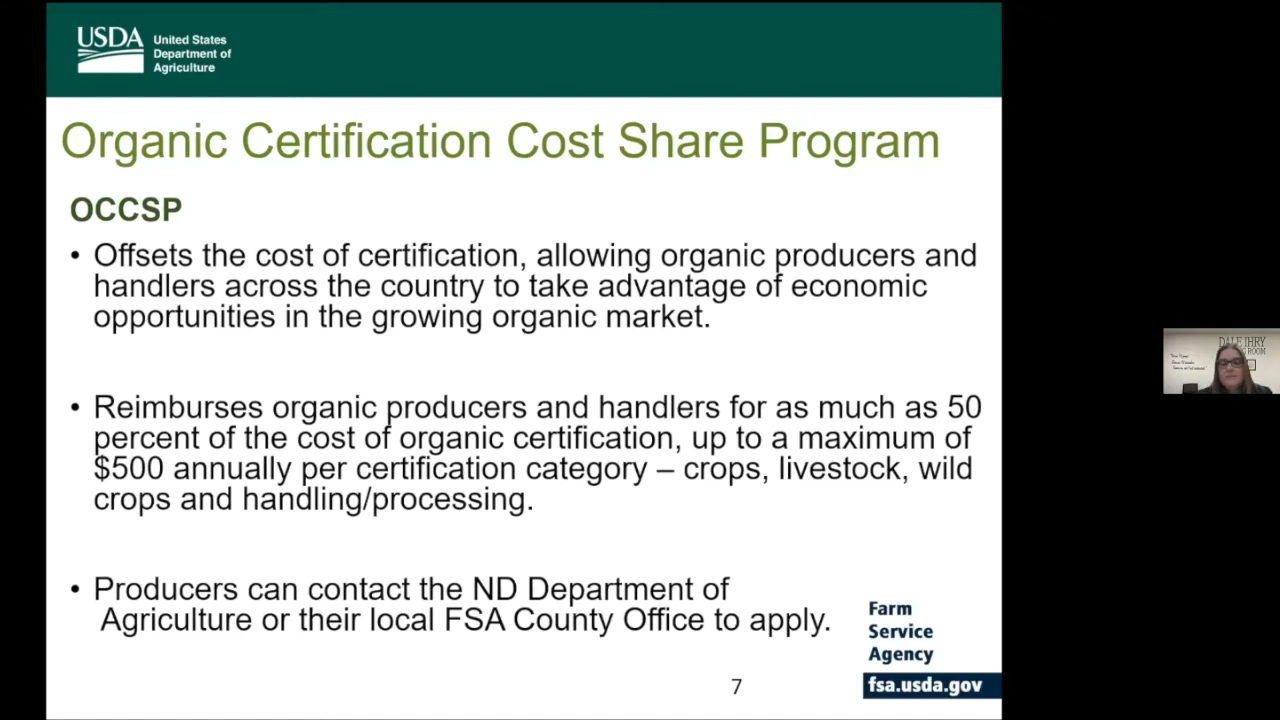 USDA
United States
Department of
Agriculture
Organic Certification Cost Share Program
OCCSP
• Offsets the cost of certification, allowing organic producers and
handlers across the country to take advantage of economic
opportunities in the growing organic market.
• Reimburses organic producers and handlers for as much as 50
percent of the cost of organic certification, up to a maximum of
$500 annually per certification category – crops, livestock, wild
crops and handling/processing.
• Producers can contact the ND Department of
Agriculture or their local FSA County Office to apply.
Farm
Service
Agency
fsa.usda.gov
7
DALE IHRY
ROOM